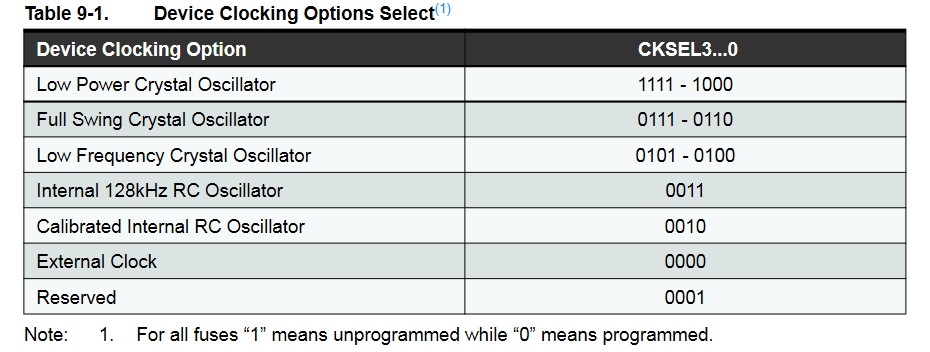 Table 9-1. Device Clocking Options Select(1)
Device Clocking Option CKSEL3...0
Low Power Crystal Oscillator 1111 - 1000
Full Swing Crystal Oscillator 0111 - 0110
Low Frequency Crystal Oscillator 0101 - 0100
Internal 128kHz RC Oscillator 0011
Calibrated Internal RC Oscillator 0010
External Clock 0000
Reserved 0001
Note: 1. For all fuses “1” means unprogrammed while “0” means programmed.